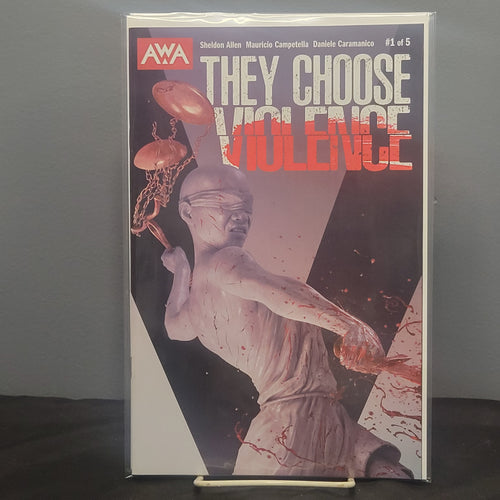 AWA
Sheldon Allen Mauricio Campetella Daniele Caramanico #1 of 5
THEY CHOOSE
VIOLENCE